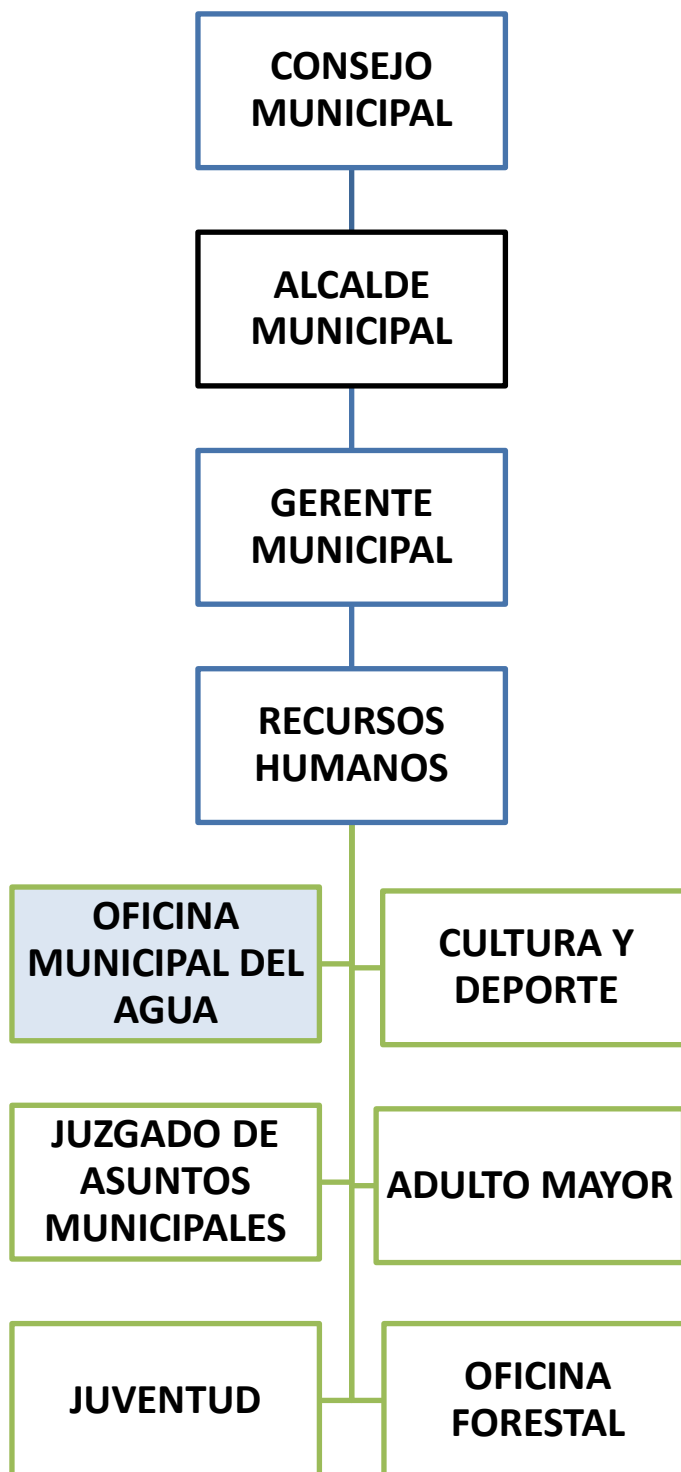 CONSEJO
MUNICIPAL
ALCALDE
MUNICIPAL
GERENTE
MUNICIPAL
RECURSOS
HUMANOS
OFICINA
MUNICIPAL DEL
AGUA
CULTURA Y
DEPORTE
JUZGADO DE
ASUNTOS
MUNICIPALES
ADULTO MAYOR
JUVENTUD
OFICINA
FORESTAL